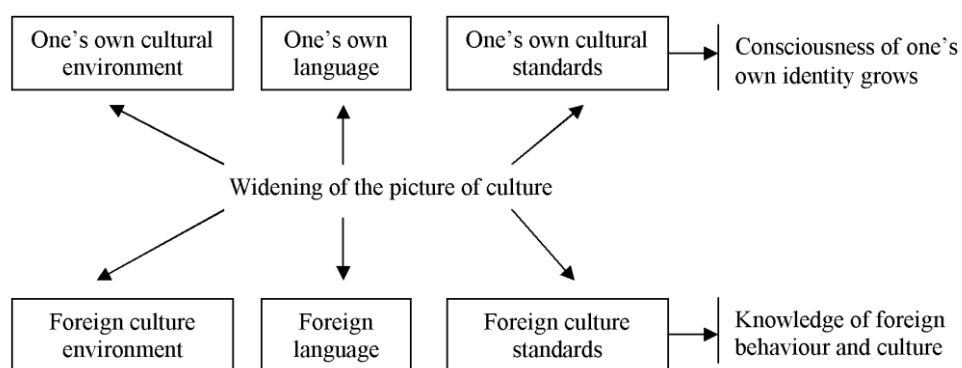 One's own cultural
environment
One's own
language
One's own cultural
standards
Consciousness of one's
own identity grows
Widening of the picture of culture
Foreign culture
environment
Foreign
language
Foreign culture
standards
Knowledge of foreign
behaviour and culture